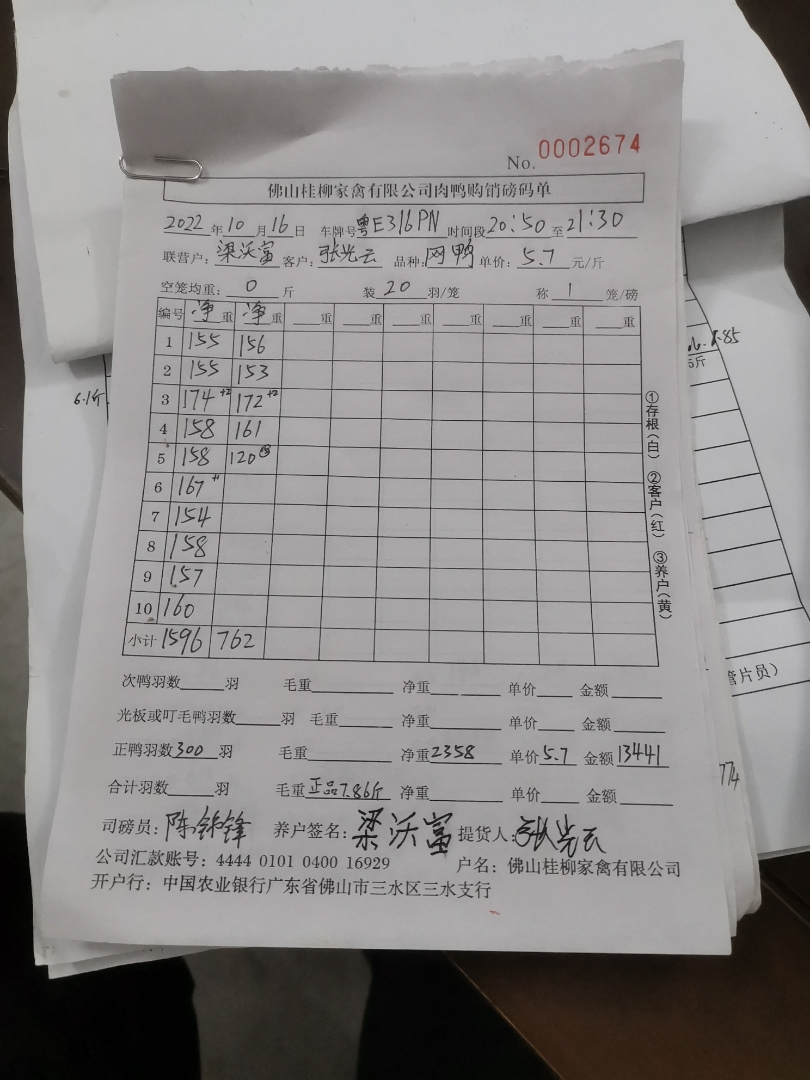 No. 0002674
佛山桂柳家禽有限公司肉鸭购销磅码单
2022年10月16日 车牌号粤E316PN 时间段20:50至21:30
联营户：梁沃富 客户：张光云 品种：网鸭 单价：5.7元/斤
空笼均重：0斤 装20羽/笼 称1笼/磅
编号 净重 净重 重 重 重 重 重 重 重
1 155 156
2 155 153
3 174+2 172+2
4 158 161
5 158 120
6 167+1
7 154
8 158
9 157
10 160
小计 1596 762
①存根(白) ②客户(红) ③养户(黄)
次鸭羽数 羽 毛重 净重 单价 金额
光板或叮毛鸭羽数 羽 毛重 净重 单价 金额
正鸭羽数300羽 毛重 净重2358 单价5.7 金额13441
合计羽数 羽 毛重正品7.86斤 净重 单价 金额
司磅员：陈锦锋 养户签名：梁沃富 提货人：张光云
公司汇款账号：4444 0101 0400 16929 户名：佛山桂柳家禽有限公司
开户行：中国农业银行广东省佛山市三水区三水支行
6.1斤
管片员）
774